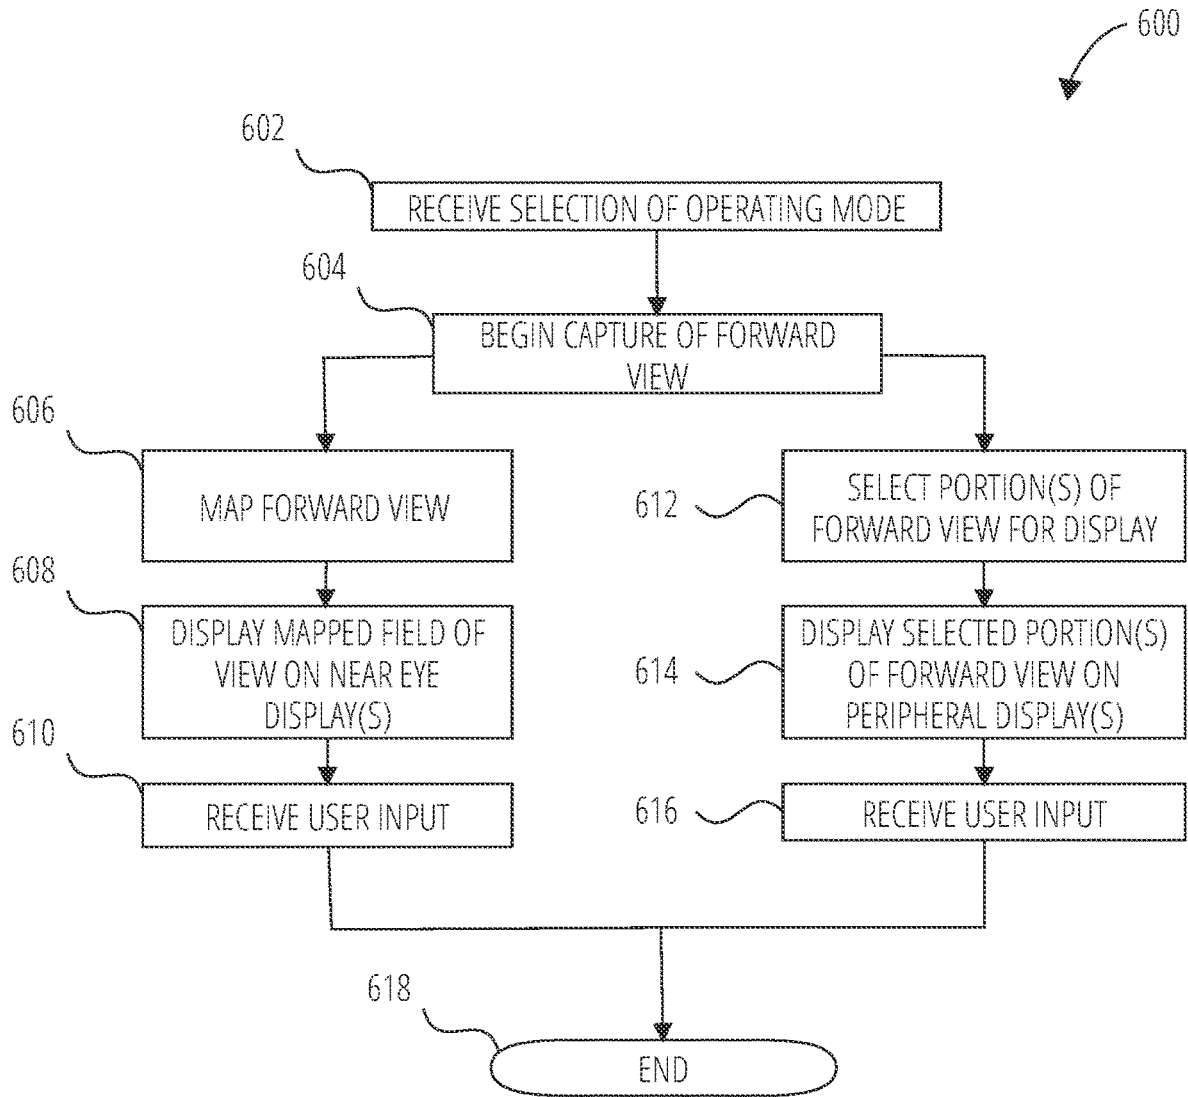 600
602
RECEIVE SELECTION OF OPERATING MODE
604
BEGIN CAPTURE OF FORWARD
VIEW
606
MAP FORWARD VIEW
612
SELECT PORTION(S) OF
FORWARD VIEW FOR DISPLAY
608
DISPLAY MAPPED FIELD OF
VIEW ON NEAR EYE
DISPLAY(S)
614
DISPLAY SELECTED PORTION(S)
OF FORWARD VIEW ON
PERIPHERAL DISPLAY(S)
610
RECEIVE USER INPUT
616
RECEIVE USER INPUT
618
END